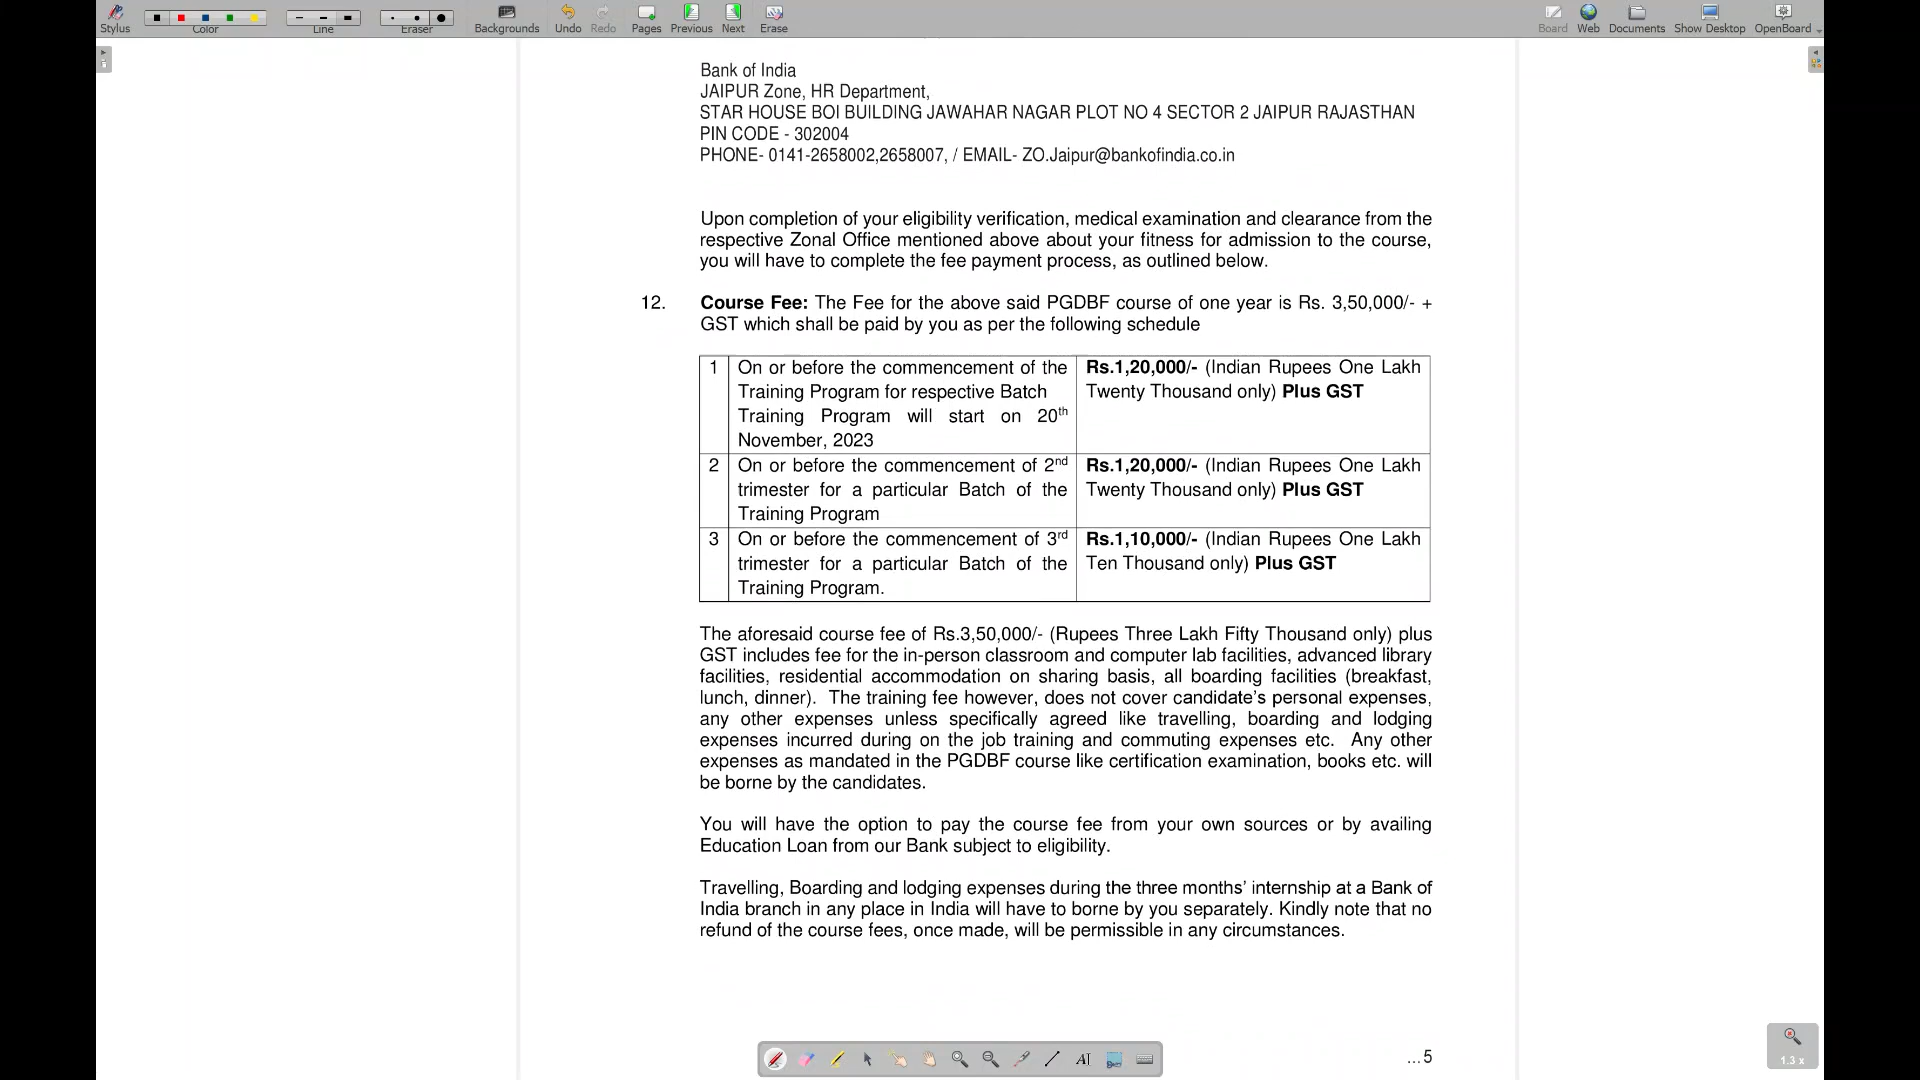 Stylus
Color
Line
Eraser
Backgrounds
Undo
Redo
Pages
Previous
Next
Erase
Board
Web
Documents
Show Desktop
OpenBoard
Bank of India
JAIPUR Zone, HR Department,
STAR HOUSE BOI BUILDING JAWAHAR NAGAR PLOT NO 4 SECTOR 2 JAIPUR RAJASTHAN
PIN CODE - 302004
PHONE- 0141-2658002,2658007, / EMAIL- ZO.Jaipur@bankofindia.co.in
Upon completion of your eligibility verification, medical examination and clearance from the
respective Zonal Office mentioned above about your fitness for admission to the course,
you will have to complete the fee payment process, as outlined below.
12. Course Fee: The Fee for the above said PGDBF course of one year is Rs. 3,50,000/- +
GST which shall be paid by you as per the following schedule
1 On or before the commencement of the
Training Program for respective Batch
Training Program will start on 20th
November, 2023
Rs.1,20,000/- (Indian Rupees One Lakh
Twenty Thousand only) Plus GST
2 On or before the commencement of 2nd
trimester for a particular Batch of the
Training Program
Rs.1,20,000/- (Indian Rupees One Lakh
Twenty Thousand only) Plus GST
3 On or before the commencement of 3rd
trimester for a particular Batch of the
Training Program.
Rs.1,10,000/- (Indian Rupees One Lakh
Ten Thousand only) Plus GST
The aforesaid course fee of Rs.3,50,000/- (Rupees Three Lakh Fifty Thousand only) plus
GST includes fee for the in-person classroom and computer lab facilities, advanced library
facilities, residential accommodation on sharing basis, all boarding facilities (breakfast,
lunch, dinner). The training fee however, does not cover candidate's personal expenses,
any other expenses unless specifically agreed like travelling, boarding and lodging
expenses incurred during on the job training and commuting expenses etc. Any other
expenses as mandated in the PGDBF course like certification examination, books etc. will
be borne by the candidates.
You will have the option to pay the course fee from your own sources or by availing
Education Loan from our Bank subject to eligibility.
Travelling, Boarding and lodging expenses during the three months' internship at a Bank of
India branch in any place in India will have to borne by you separately. Kindly note that no
refund of the course fees, once made, will be permissible in any circumstances.
…5
AI
1.3 x